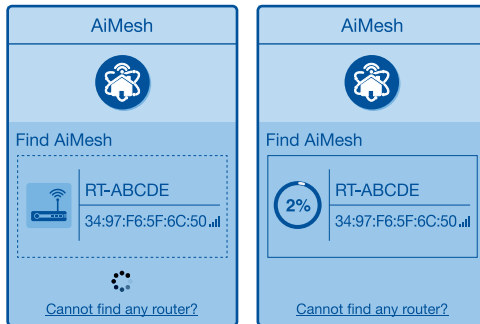 AiMesh
Find AiMesh
RT-ABCDE
34:97:F6:5F:6C:50
Cannot find any router?
AiMesh
Find AiMesh
2%
RT-ABCDE
34:97:F6:5F:6C:50
Cannot find any router?